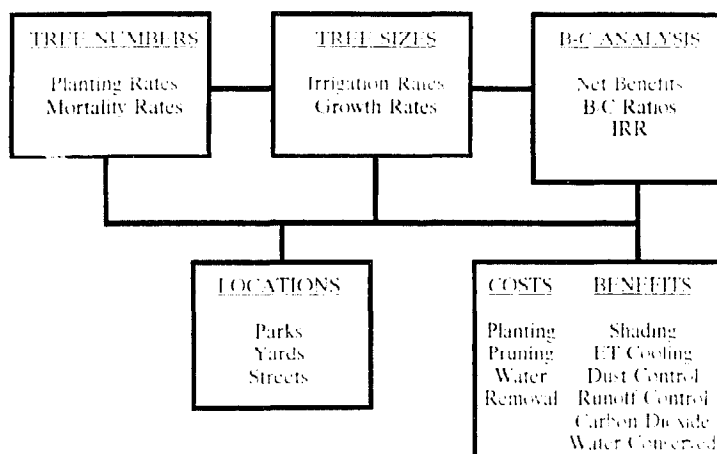 TREE NUMBERS
Planting Rates
Mortality Rates
TREE SIZES
Irrigation Rates
Growth Rates
B-C ANALYSIS
Net Benefits
B-C Ratios
IRR
LOCATIONS
Parks
Yards
Streets
COSTS
Planting
Pruning
Water
Removal
BENEFITS
Shading
ET Cooling
Dust Control
Runoff Control
Carbon Dioxide
Water Conserved